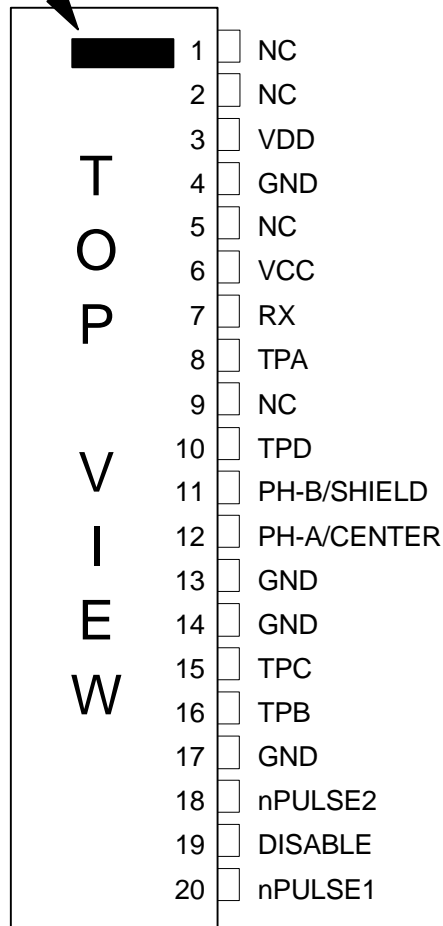 1 NC
2 NC
3 VDD
4 GND
5 NC
6 VCC
7 RX
8 TPA
9 NC
10 TPD
11 PH-B/SHIELD
12 PH-A/CENTER
13 GND
14 GND
15 TPC
16 TPB
17 GND
18 nPULSE2
19 DISABLE
20 nPULSE1
TOP VIEW